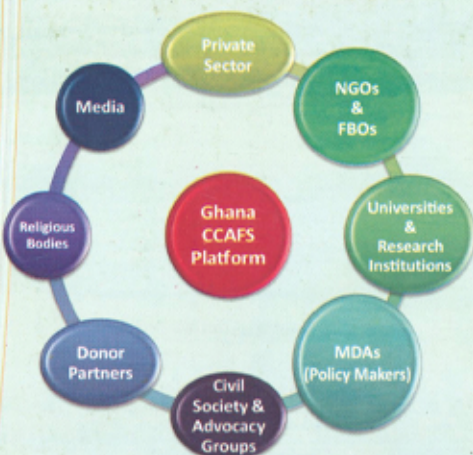 Private
Sector
NGOs
&
FBOs
Universities
&
Research
Institutions
MDAs
(Policy Makers)
Civil
Society &
Advocacy
Groups
Donor
Partners
Religious
Bodies
Media
Ghana
CCAFS
Platform